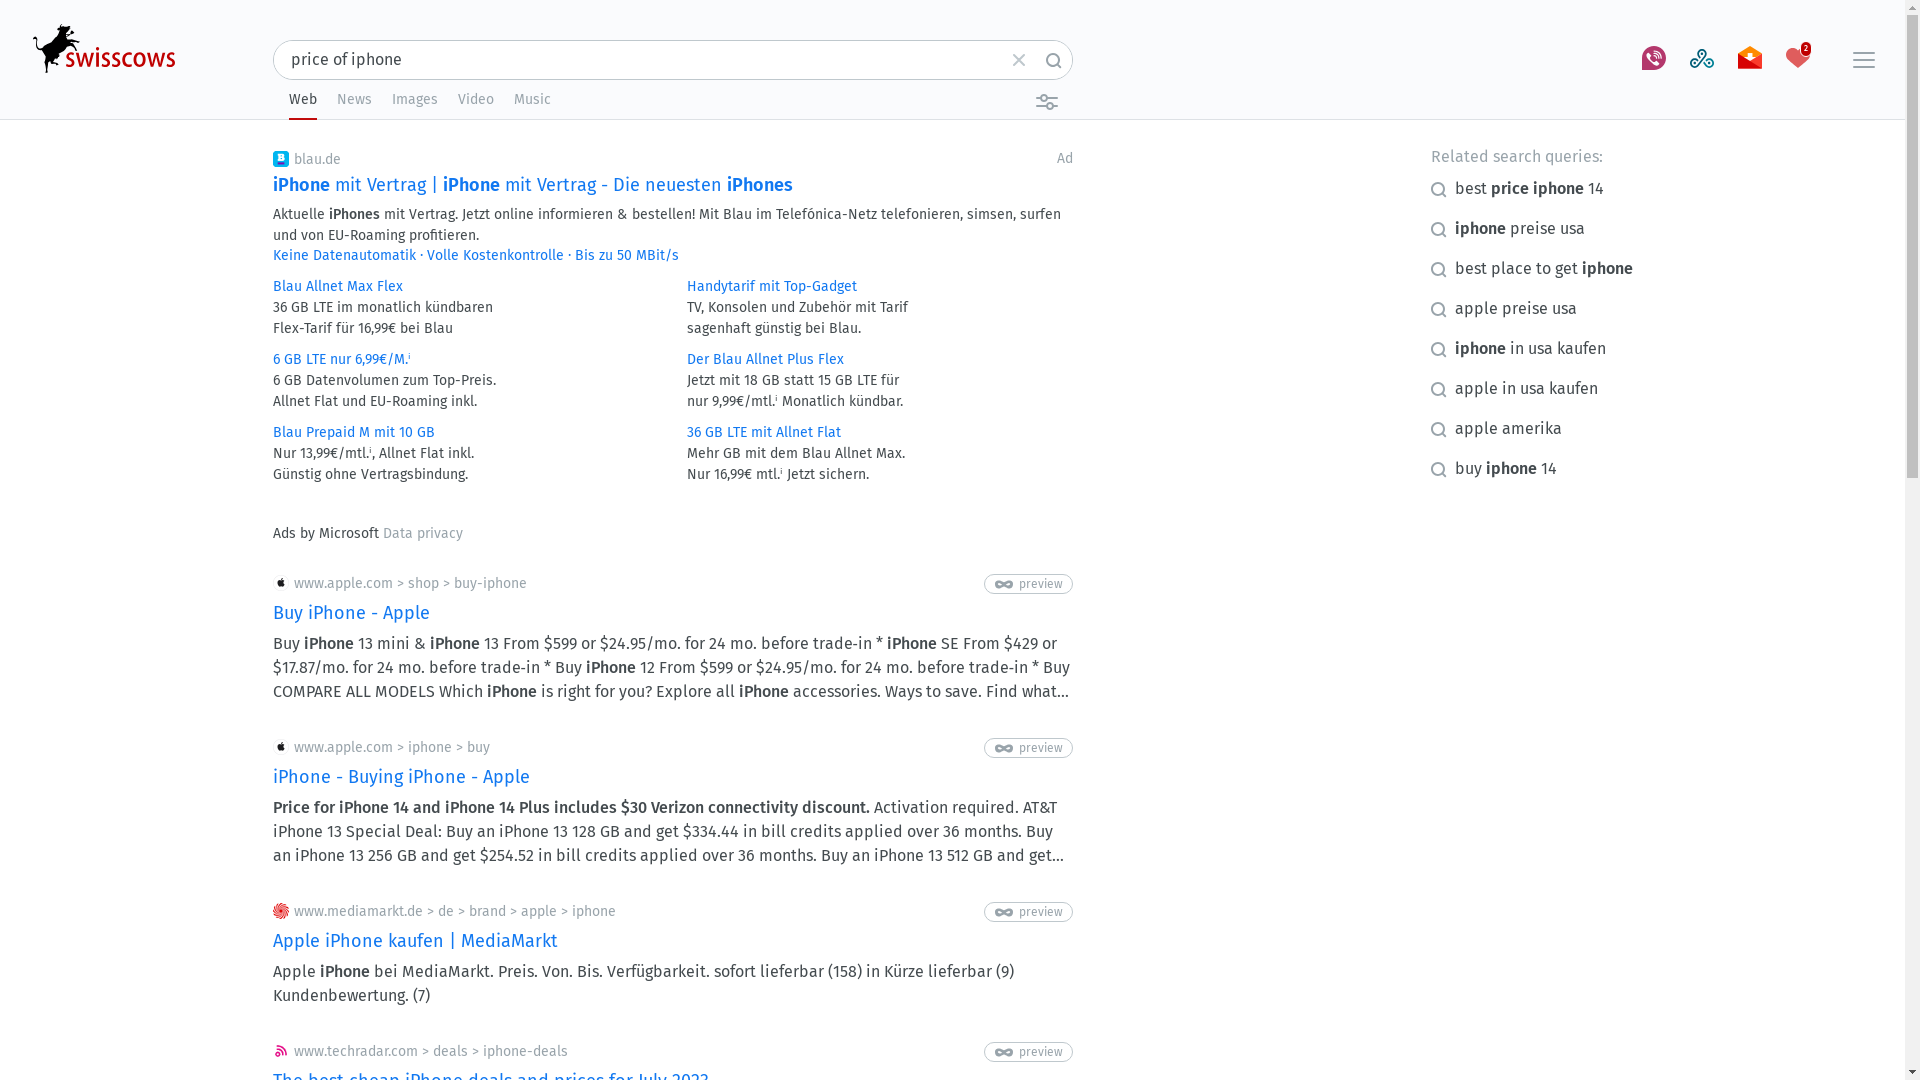 swisscows
price of iphone
2
Web News Images Video Music
blau.de
Ad
iPhone mit Vertrag | iPhone mit Vertrag - Die neuesten iPhones
Aktuelle iPhones mit Vertrag. Jetzt online informieren & bestellen! Mit Blau im Telefónica-Netz telefonieren, simsen, surfen
und von EU-Roaming profitieren.
Keine Datenautomatik · Volle Kostenkontrolle · Bis zu 50 MBit/s
Blau Allnet Max Flex
36 GB LTE im monatlich kündbaren
Flex-Tarif für 16,99€ bei Blau
Handytarif mit Top-Gadget
TV, Konsolen und Zubehör mit Tarif
sagenhaft günstig bei Blau.
6 GB LTE nur 6,99€/M.ⁱ
6 GB Datenvolumen zum Top-Preis.
Allnet Flat und EU-Roaming inkl.
Der Blau Allnet Plus Flex
Jetzt mit 18 GB statt 15 GB LTE für
nur 9,99€/mtl.ⁱ Monatlich kündbar.
Blau Prepaid M mit 10 GB
Nur 13,99€/mtl.ⁱ, Allnet Flat inkl.
Günstig ohne Vertragsbindung.
36 GB LTE mit Allnet Flat
Mehr GB mit dem Blau Allnet Max.
Nur 16,99€ mtl.ⁱ Jetzt sichern.
Ads by Microsoft Data privacy
www.apple.com > shop > buy-iphone
preview
Buy iPhone - Apple
Buy iPhone 13 mini & iPhone 13 From $599 or $24.95/mo. for 24 mo. before trade-in * iPhone SE From $429 or
$17.87/mo. for 24 mo. before trade-in * Buy iPhone 12 From $599 or $24.95/mo. for 24 mo. before trade-in * Buy
COMPARE ALL MODELS Which iPhone is right for you? Explore all iPhone accessories. Ways to save. Find what...
www.apple.com > iphone > buy
preview
iPhone - Buying iPhone - Apple
Price for iPhone 14 and iPhone 14 Plus includes $30 Verizon connectivity discount. Activation required. AT&T
iPhone 13 Special Deal: Buy an iPhone 13 128 GB and get $334.44 in bill credits applied over 36 months. Buy
an iPhone 13 256 GB and get $254.52 in bill credits applied over 36 months. Buy an iPhone 13 512 GB and get...
www.mediamarkt.de > de > brand > apple > iphone
preview
Apple iPhone kaufen | MediaMarkt
Apple iPhone bei MediaMarkt. Preis. Von. Bis. Verfügbarkeit. sofort lieferbar (158) in Kürze lieferbar (9)
Kundenbewertung. (7)
www.techradar.com > deals > iphone-deals
preview
The best cheap iPhone deals and prices for July 2023
Related search queries:
best price iphone 14
iphone preise usa
best place to get iphone
apple preise usa
iphone in usa kaufen
apple in usa kaufen
apple amerika
buy iphone 14